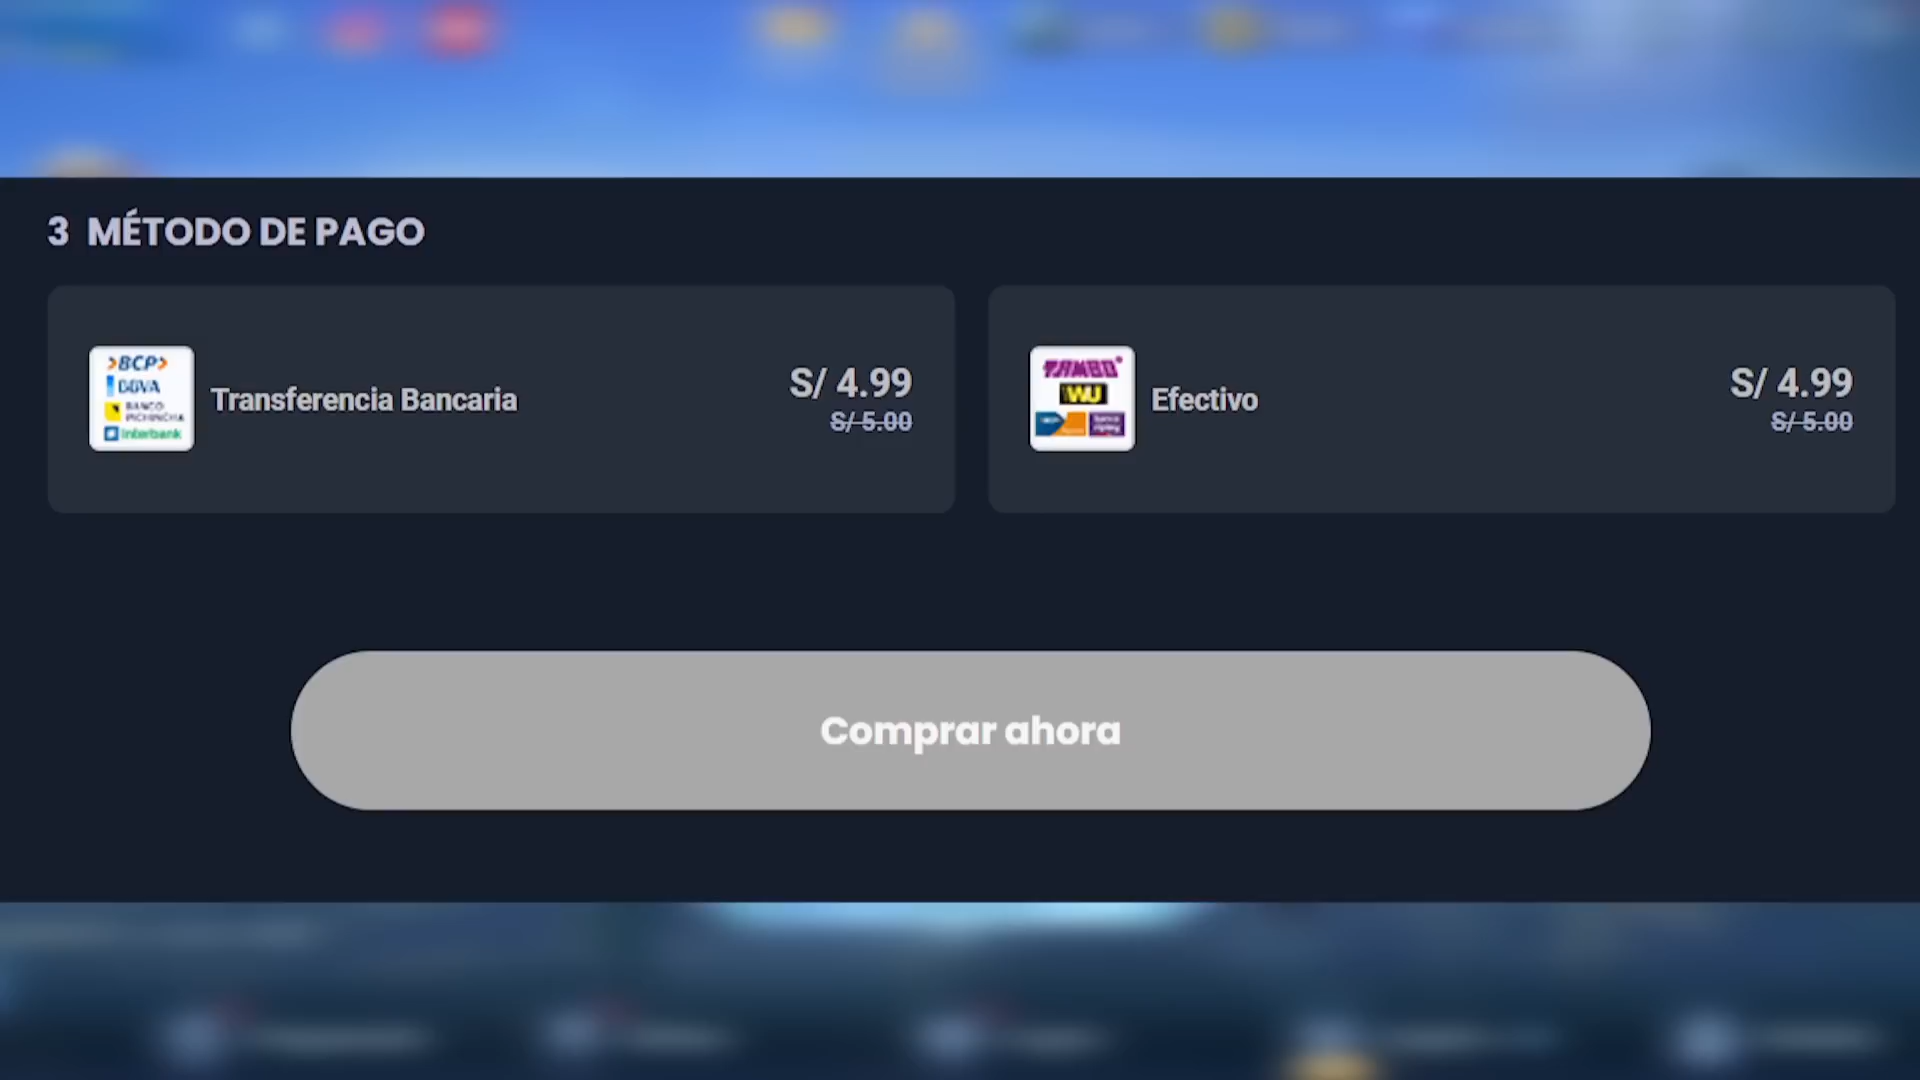 3 MÉTODO DE PAGO
BCP
BBVA
BANCO
PICHINCHA
Interbank
Transferencia Bancaria
S/ 4.99
S/ 5.00
TAMBO
WU
Efectivo
S/ 4.99
S/ 5.00
Comprar ahora